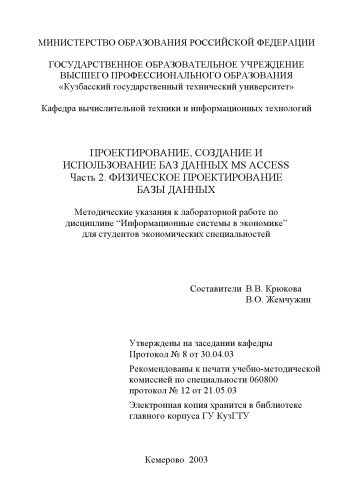 МИНИСТЕРСТВО ОБРАЗОВАНИЯ РОССИЙСКОЙ ФЕДЕРАЦИИ
ГОСУДАРСТВЕННОЕ ОБРАЗОВАТЕЛЬНОЕ УЧРЕЖДЕНИЕ
ВЫСШЕГО ПРОФЕССИОНАЛЬНОГО ОБРАЗОВАНИЯ
«Кузбасский государственный технический университет»
Кафедра вычислительной техники и информационных технологий
ПРОЕКТИРОВАНИЕ, СОЗДАНИЕ И
ИСПОЛЬЗОВАНИЕ БАЗ ДАННЫХ MS ACCESS
Часть 2. ФИЗИЧЕСКОЕ ПРОЕКТИРОВАНИЕ
БАЗЫ ДАННЫХ
Методические указания к лабораторной работе по
дисциплине “Информационные системы в экономике”
для студентов экономических специальностей
Составители В.В. Крюкова
В.О. Жемчужин
Утверждены на заседании кафедры
Протокол № 8 от 30.04.03
Рекомендованы к печати учебно-методической
комиссией по специальности 060800
протокол № 12 от 21.05.03
Электронная копия хранится в библиотеке
главного корпуса ГУ КузГТУ
Кемерово 2003